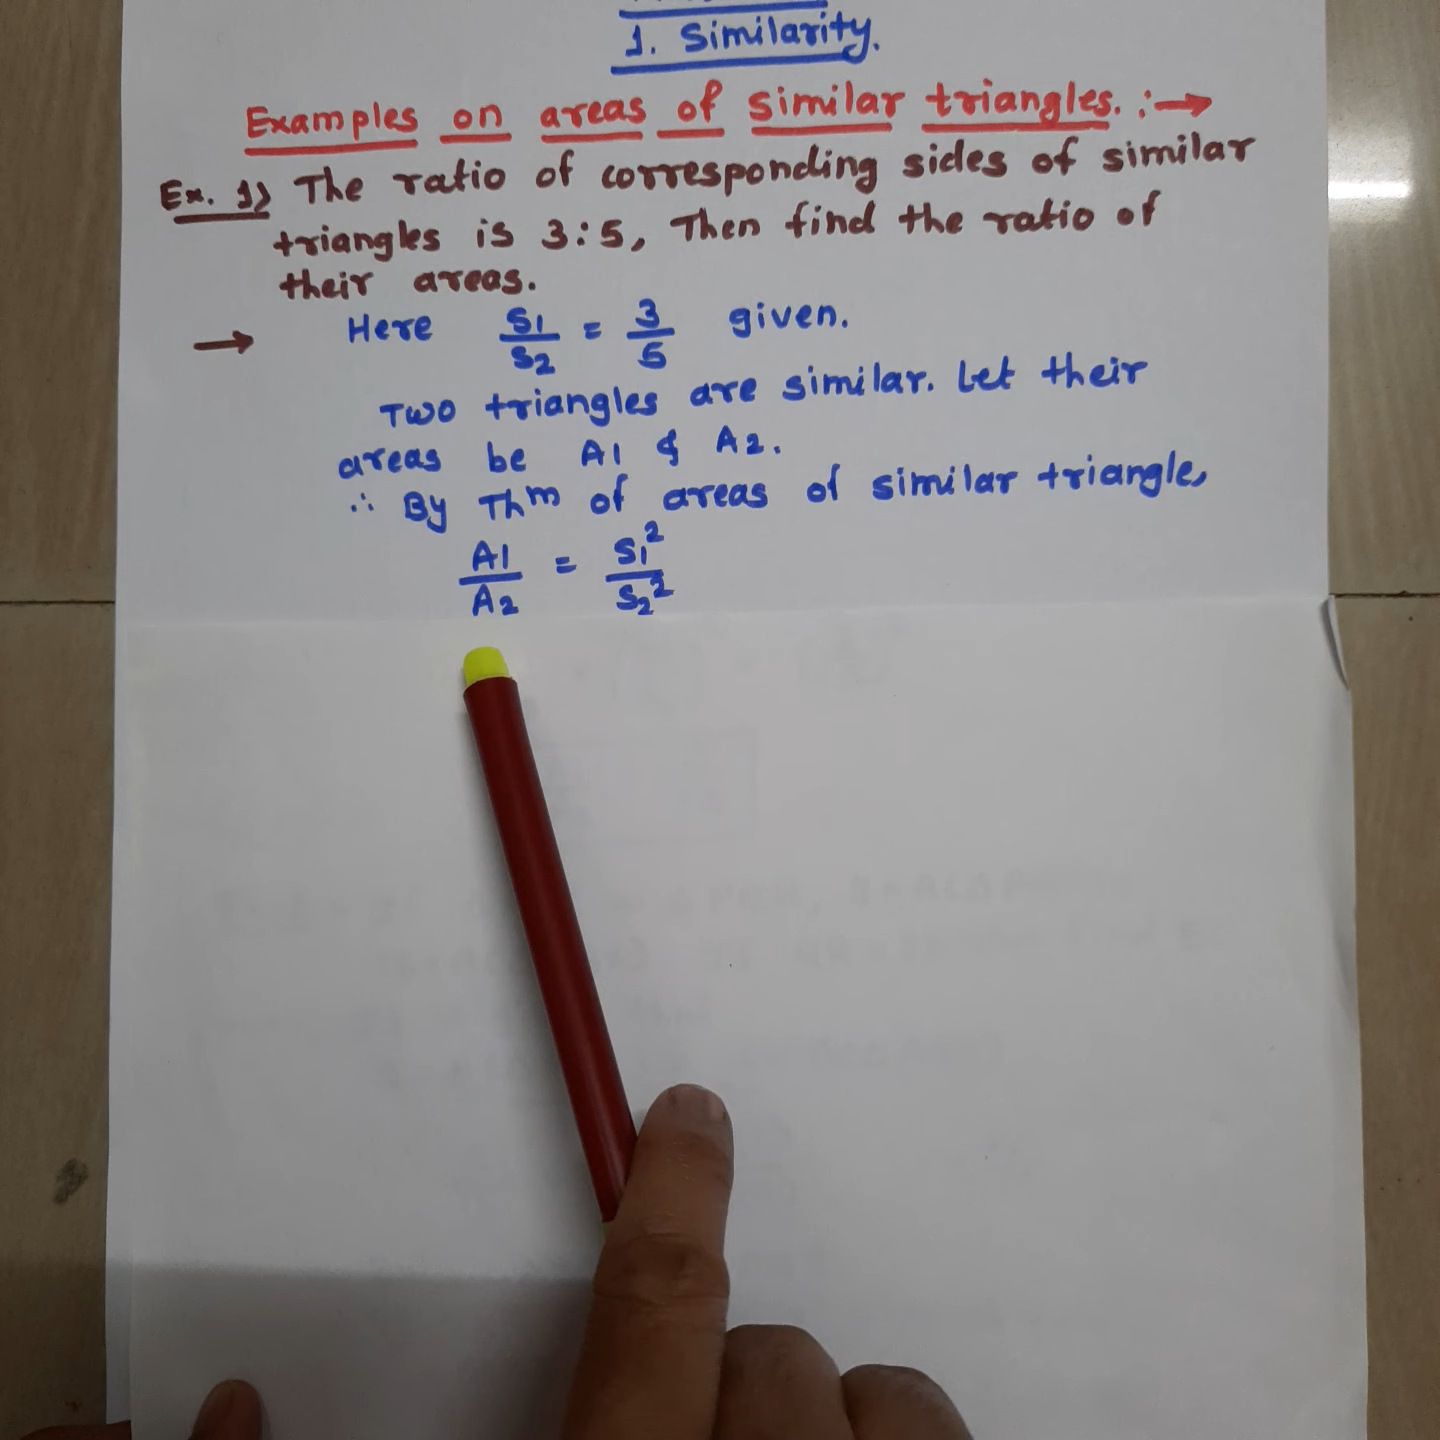 1. Similarity.
Examples on areas of similar triangles. :→
Ex. 1) The ratio of corresponding sides of similar
triangles is 3:5, Then find the ratio of
their areas.
→ Here S1/S2 = 3/5 given.
Two triangles are similar. Let their
areas be A1 & A2.
∴ By Thm of areas of similar triangle,
A1/A2 = S1²/S2²